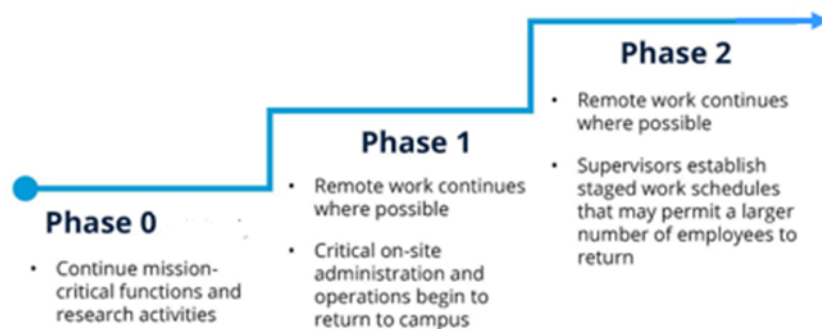 Phase 0
• Continue mission-
critical functions and
research activities
Phase 1
• Remote work continues
where possible
• Critical on-site
administration and
operations begin to
return to campus
Phase 2
• Remote work continues
where possible
• Supervisors establish
staged work schedules
that may permit a larger
number of employees to
return